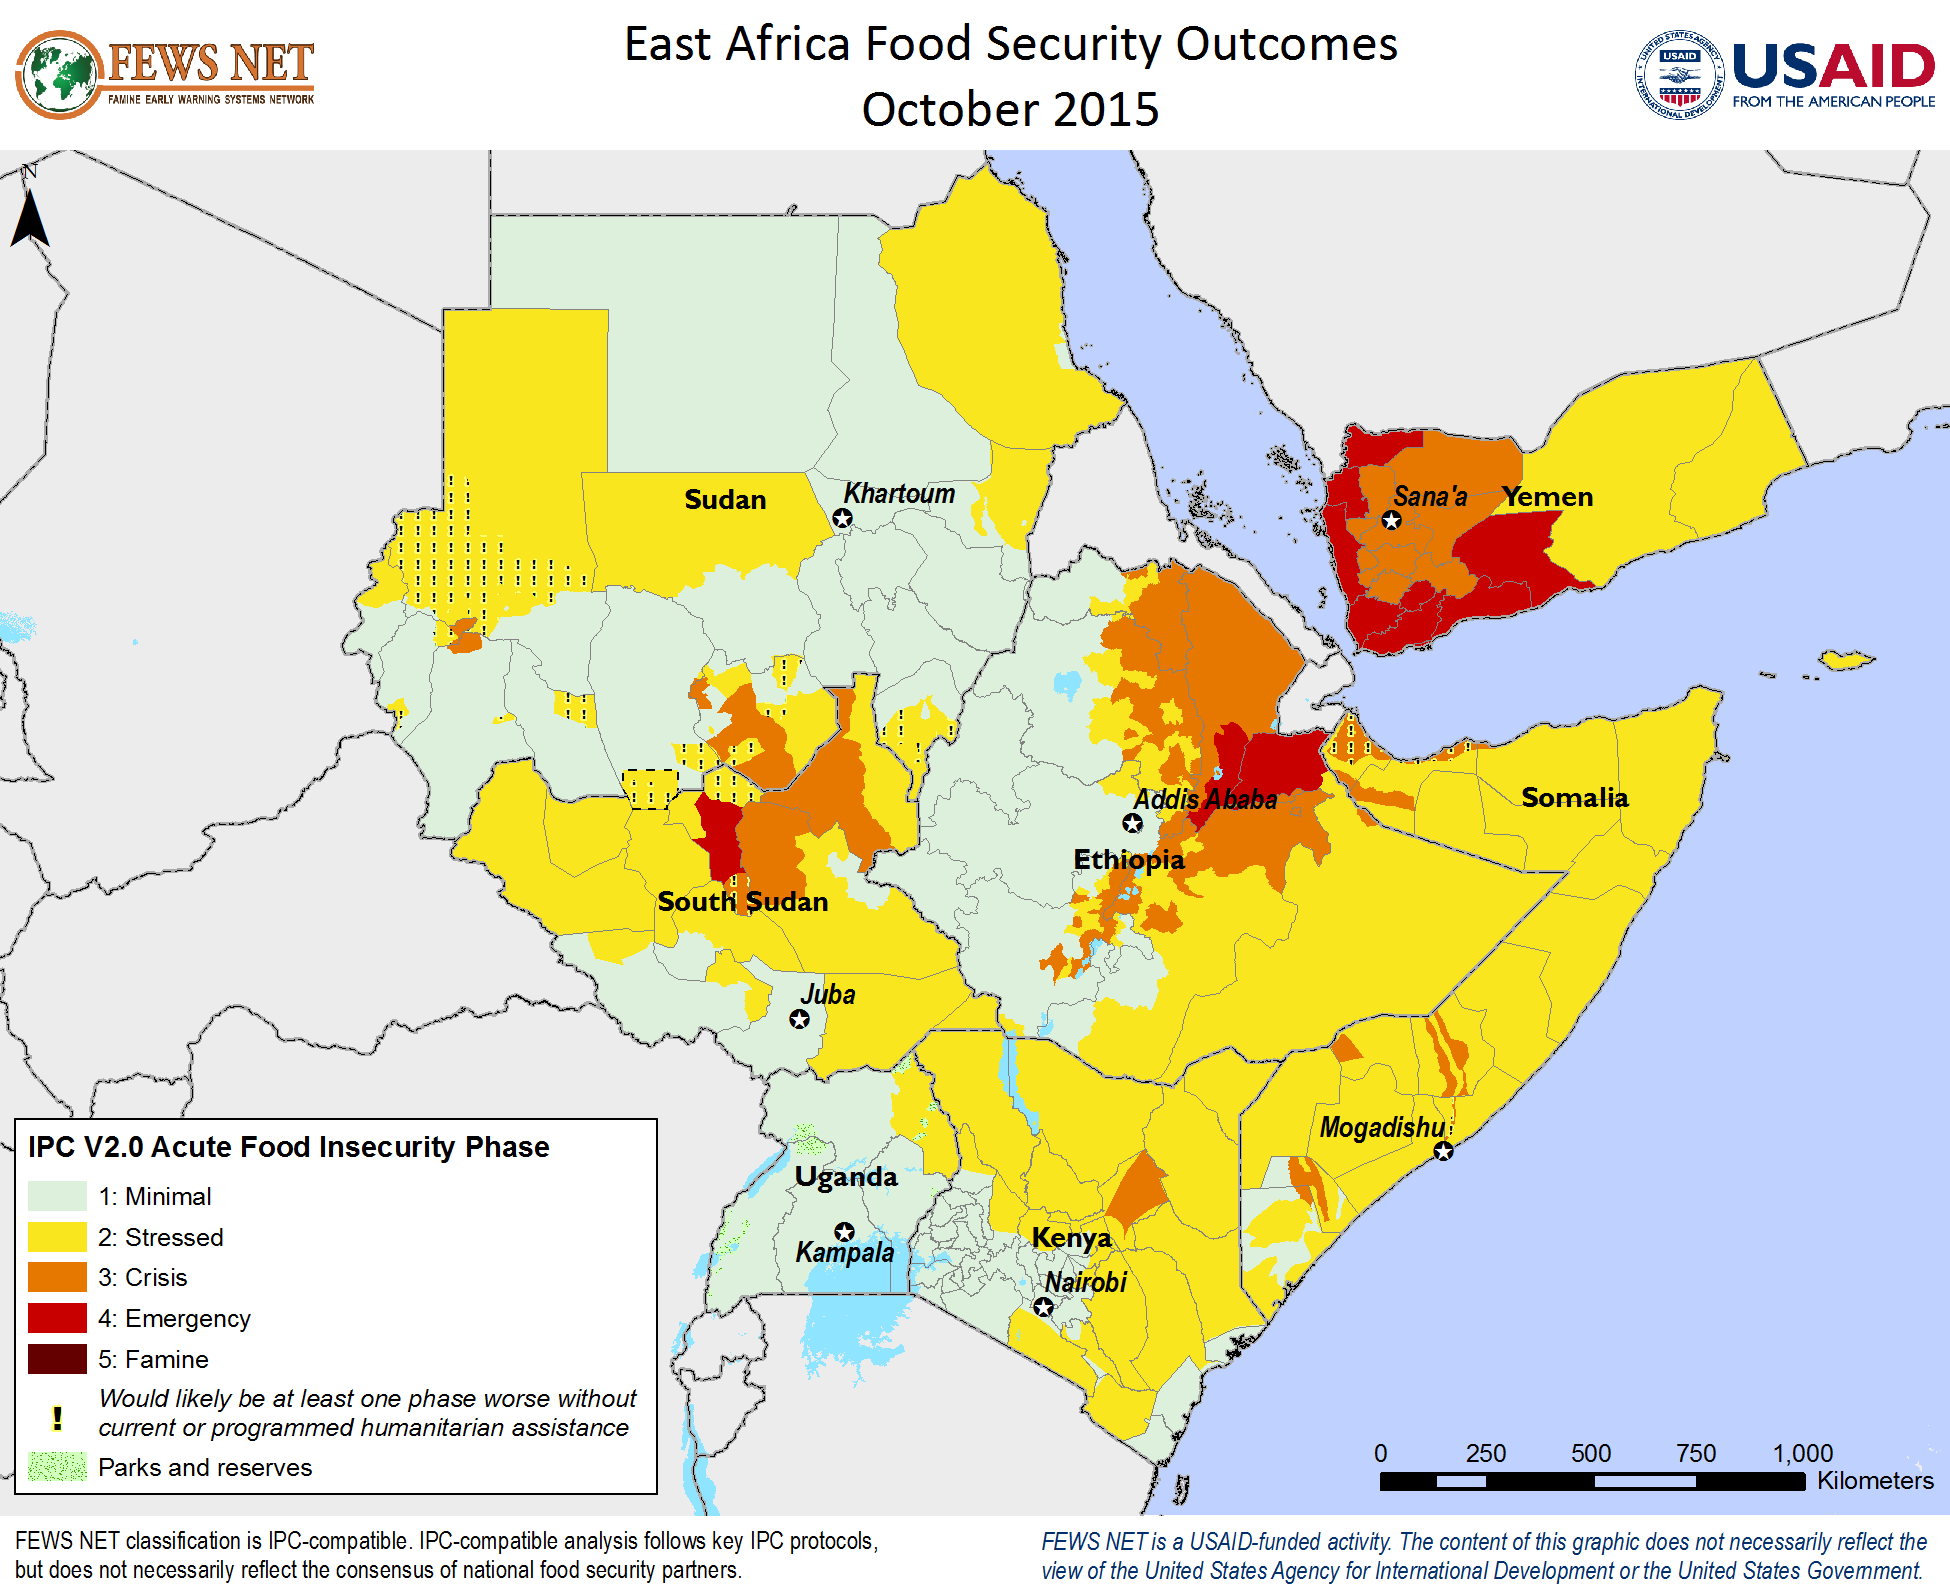 FEWS NET
FAMINE EARLY WARNING SYSTEMS NETWORK
East Africa Food Security Outcomes
October 2015
UNITED STATES AGENCY
USAID
INTERNATIONAL DEVELOPMENT
USAID
FROM THE AMERICAN PEOPLE
N
Sudan
Khartoum
Sana'a
Yemen
Addis Ababa
Somalia
Ethiopia
South Sudan
Juba
Mogadishu
Uganda
Kampala
Kenya
Nairobi
IPC V2.0 Acute Food Insecurity Phase
1: Minimal
2: Stressed
3: Crisis
4: Emergency
5: Famine
! Would likely be at least one phase worse without
current or programmed humanitarian assistance
Parks and reserves
0 250 500 750 1,000
Kilometers
FEWS NET classification is IPC-compatible. IPC-compatible analysis follows key IPC protocols,
but does not necessarily reflect the consensus of national food security partners.
FEWS NET is a USAID-funded activity. The content of this graphic does not necessarily reflect the
view of the United States Agency for International Development or the United States Government.